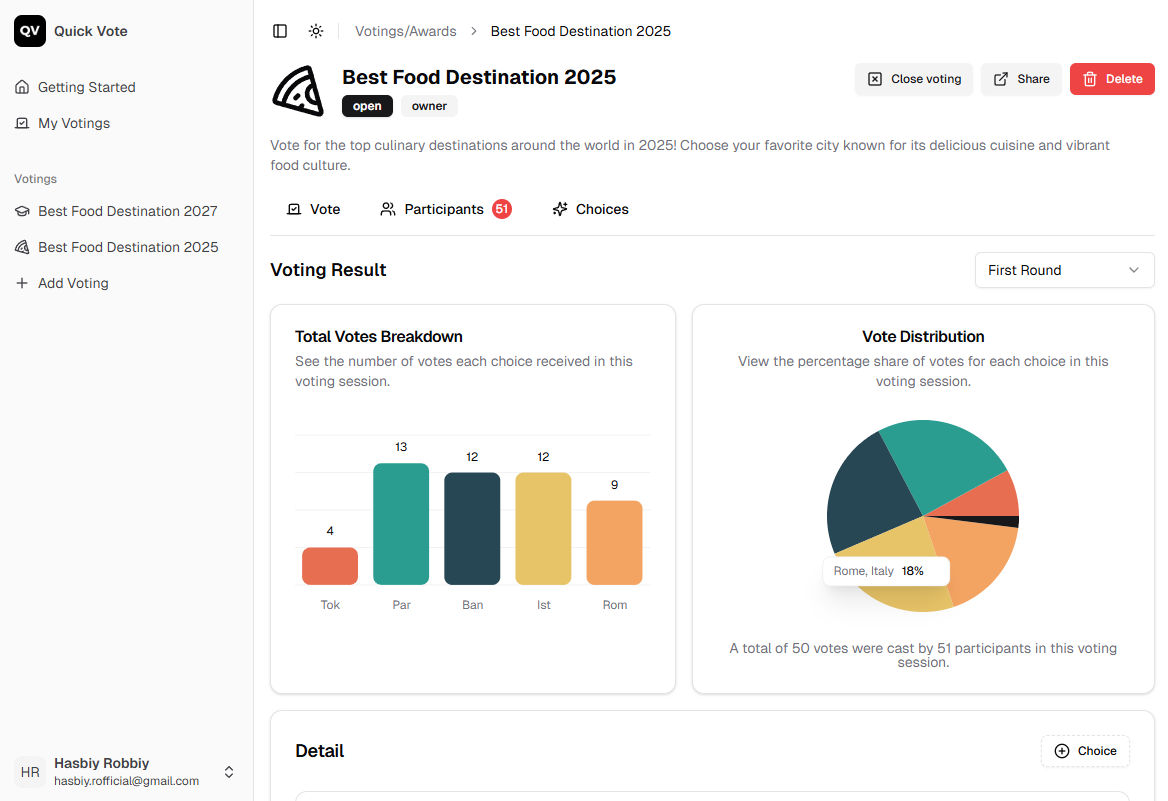 QV Quick Vote
Getting Started
My Votings
Votings
Best Food Destination 2027
Best Food Destination 2025
Add Voting
HR
Hasbiy Robbiy
hasbiy.rofficial@gmail.com
Votings/Awards > Best Food Destination 2025
Best Food Destination 2025
open owner
Close voting Share Delete
Vote for the top culinary destinations around the world in 2025! Choose your favorite city known for its delicious cuisine and vibrant
food culture.
Vote Participants 51 Choices
Voting Result
First Round
Total Votes Breakdown
See the number of votes each choice received in this
voting session.
4 13 12 12 9
Tok Par Ban Ist Rom
Vote Distribution
View the percentage share of votes for each choice in this
voting session.
Rome, Italy 18%
A total of 50 votes were cast by 51 participants in this voting
session.
Detail
Choice